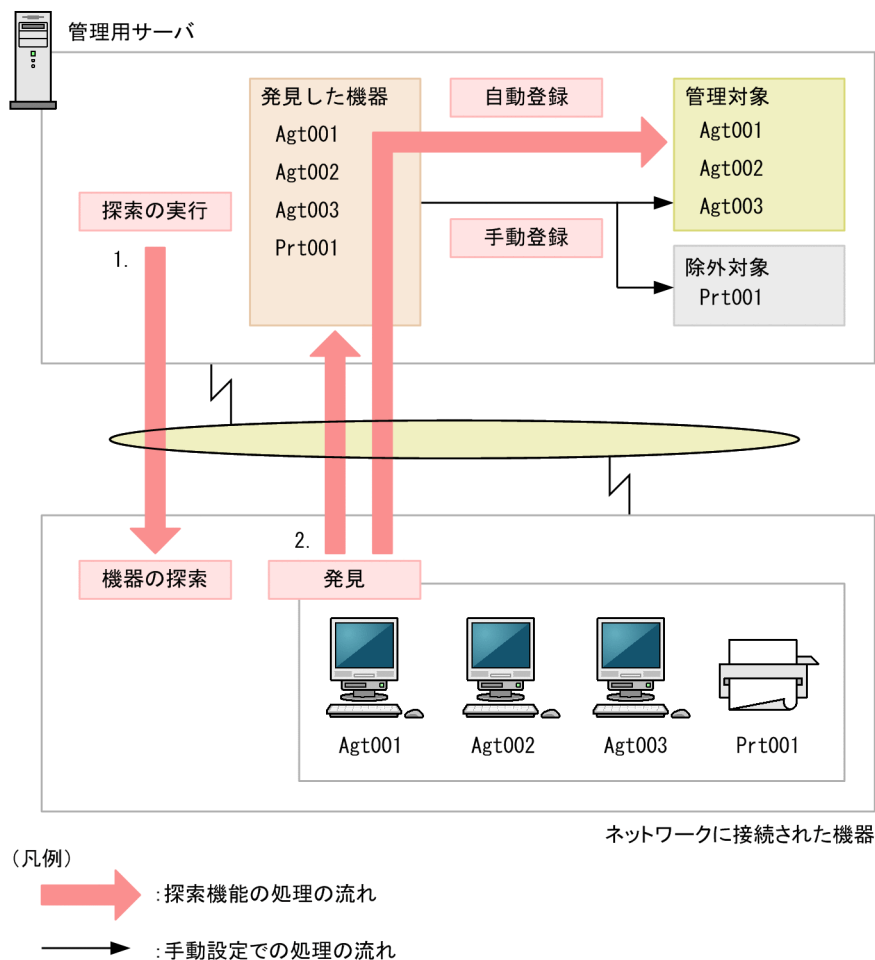 管理用サーバ
発見した機器
Agt001
Agt002
Agt003
Prt001
自動登録
手動登録
管理対象
Agt001
Agt002
Agt003
除外対象
Prt001
探索の実行
1.
機器の探索
2.
発見
Agt001
Agt002
Agt003
Prt001
ネットワークに接続された機器
(凡例)
:探索機能の処理の流れ
:手動設定での処理の流れ